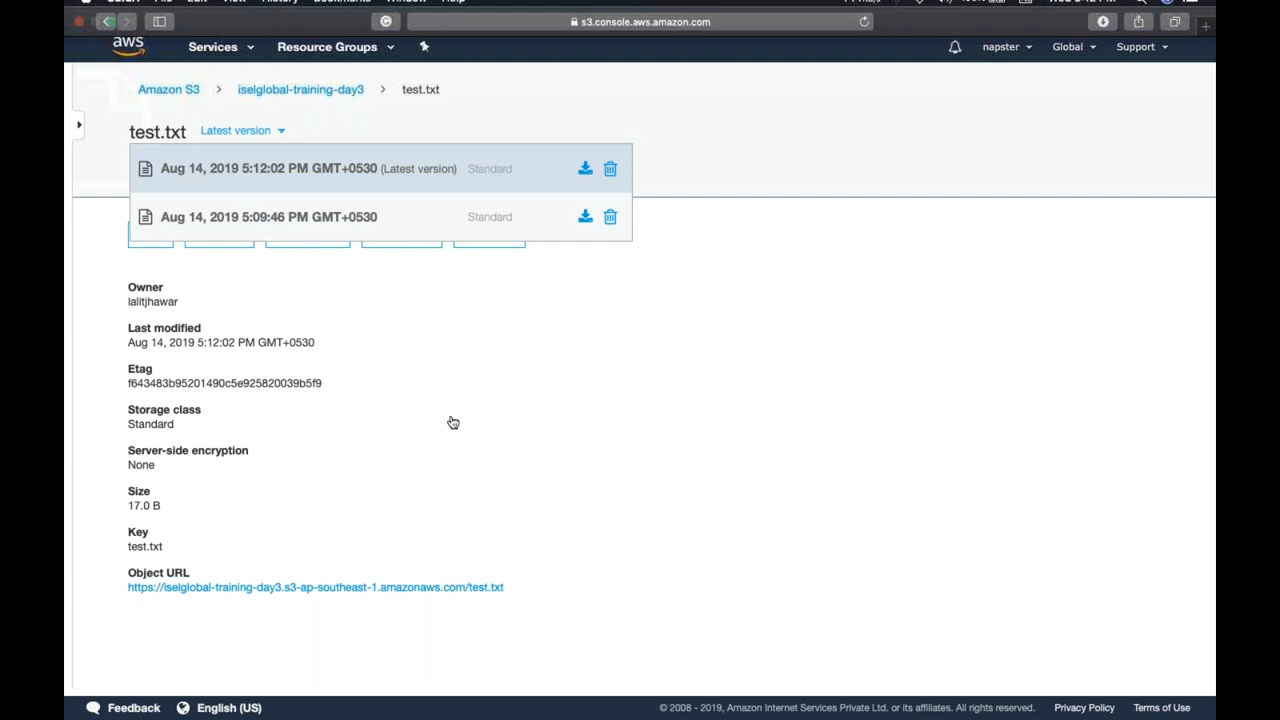 s3.console.aws.amazon.com
aws Services Resource Groups napster Global Support
Amazon S3 > iselglobal-training-day3 > test.txt
test.txt Latest version
Aug 14, 2019 5:12:02 PM GMT+0530 (Latest version) Standard
Aug 14, 2019 5:09:46 PM GMT+0530 Standard
Owner
lalitjhawar
Last modified
Aug 14, 2019 5:12:02 PM GMT+0530
Etag
f643483b95201490c5e925820039b5f9
Storage class
Standard
Server-side encryption
None
Size
17.0 B
Key
test.txt
Object URL
https://iselglobal-training-day3.s3-ap-southeast-1.amazonaws.com/test.txt
Feedback English (US) © 2008 - 2019, Amazon Internet Services Private Ltd. or its affiliates. All rights reserved. Privacy Policy Terms of Use